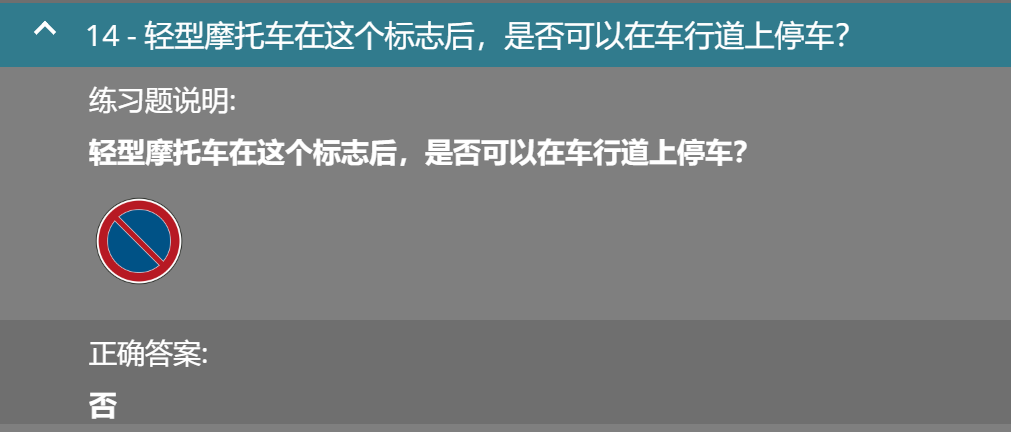 14 - 轻型摩托车在这个标志后，是否可以在车行道上停车？
练习题说明:
轻型摩托车在这个标志后，是否可以在车行道上停车？
正确答案:
否